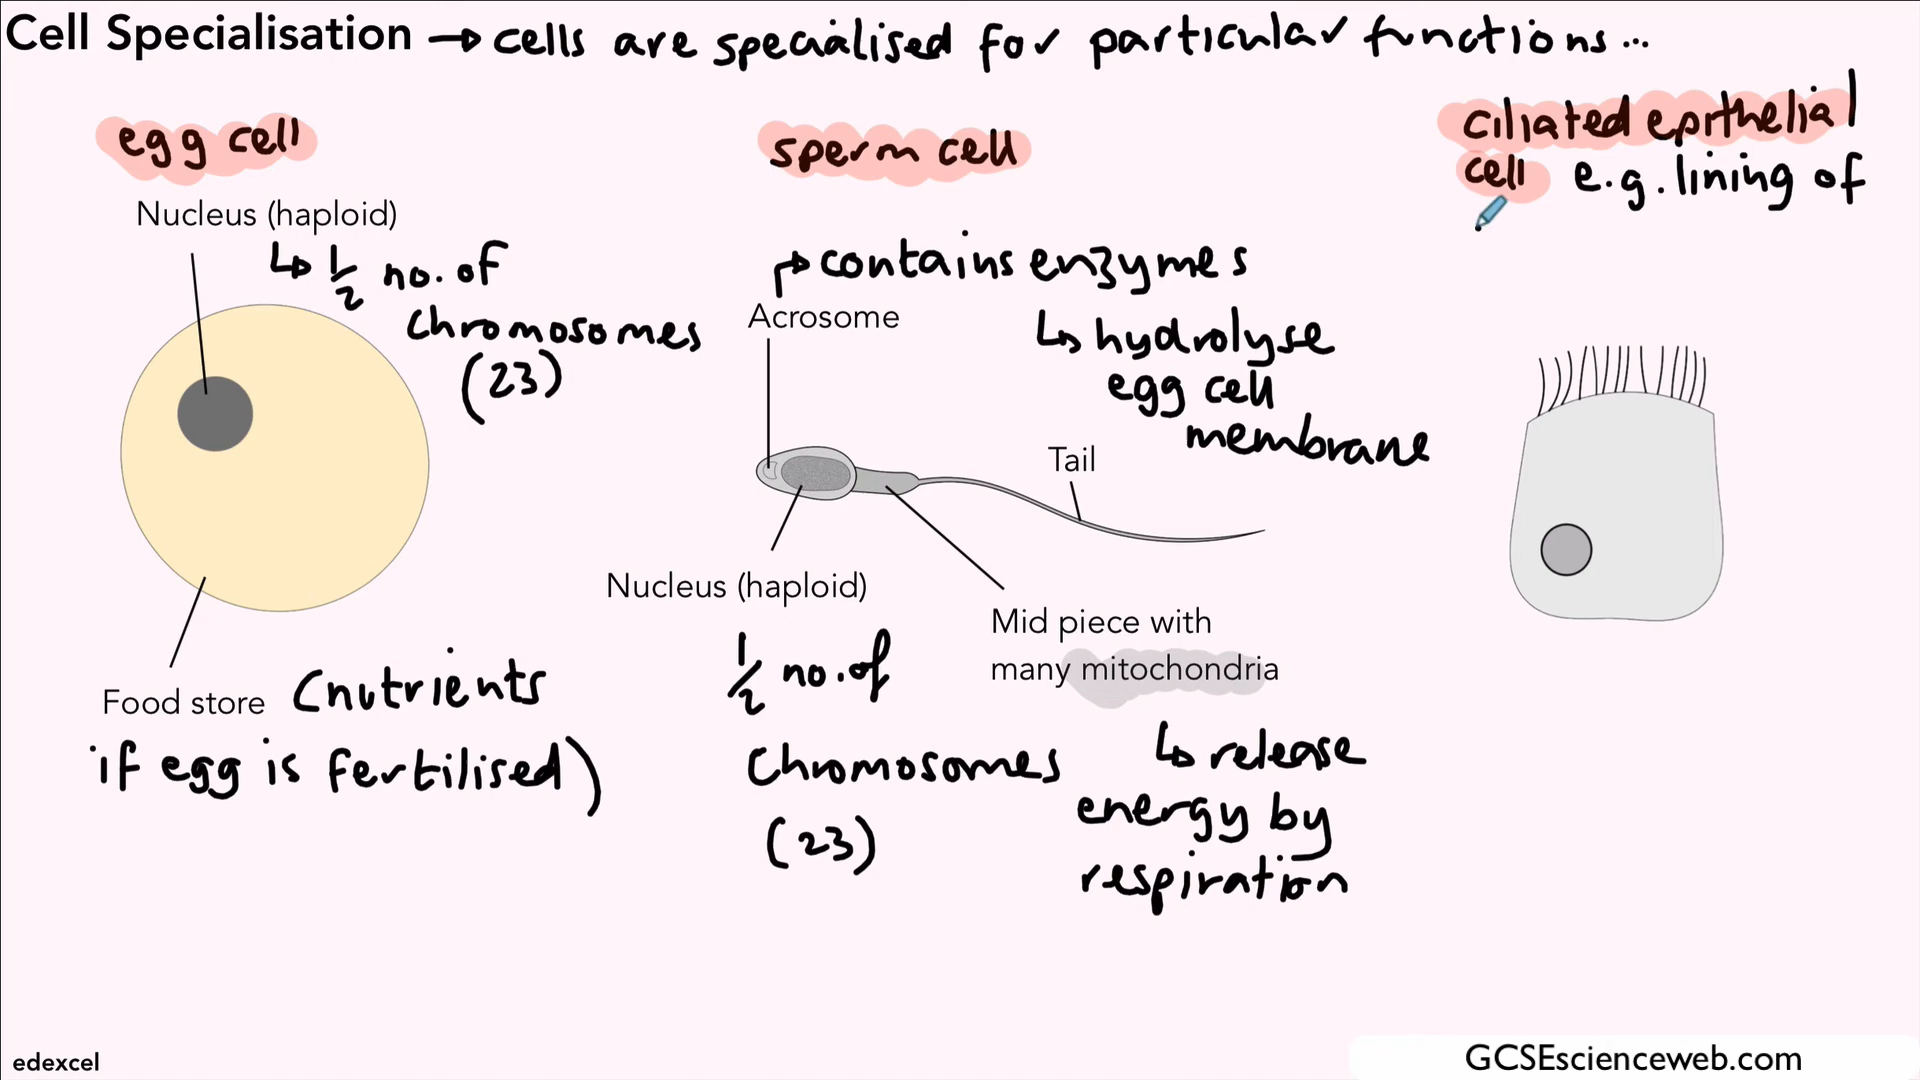 Cell Specialisation → cells are specialised for particular functions...
egg cell
Nucleus (haploid)
↳ 1/2 no. of
chromosomes
(23)
Food store (nutrients
if egg is fertilised)
sperm cell
↱ contains enzymes
Acrosome
↳ hydrolyse
egg cell
membrane
Tail
Nucleus (haploid)
1/2 no. of
chromosomes
(23)
Mid piece with
many mitochondria
↳ release
energy by
respiration
ciliated epithelial
cell e.g. lining of
edexcel
GCSEscienceweb.com